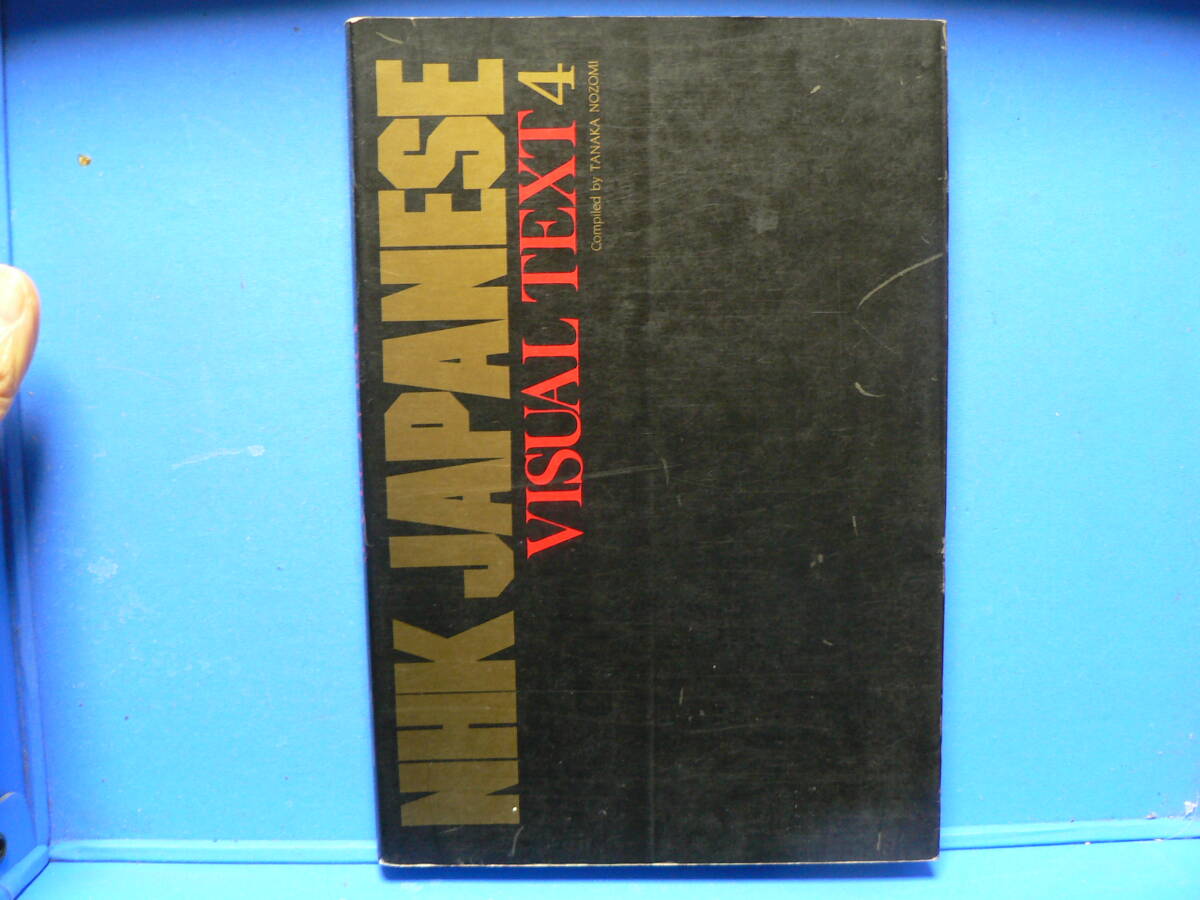 NHK JAPANESE
VISUAL TEXT 4
Compiled by TANAKA NOZOMI